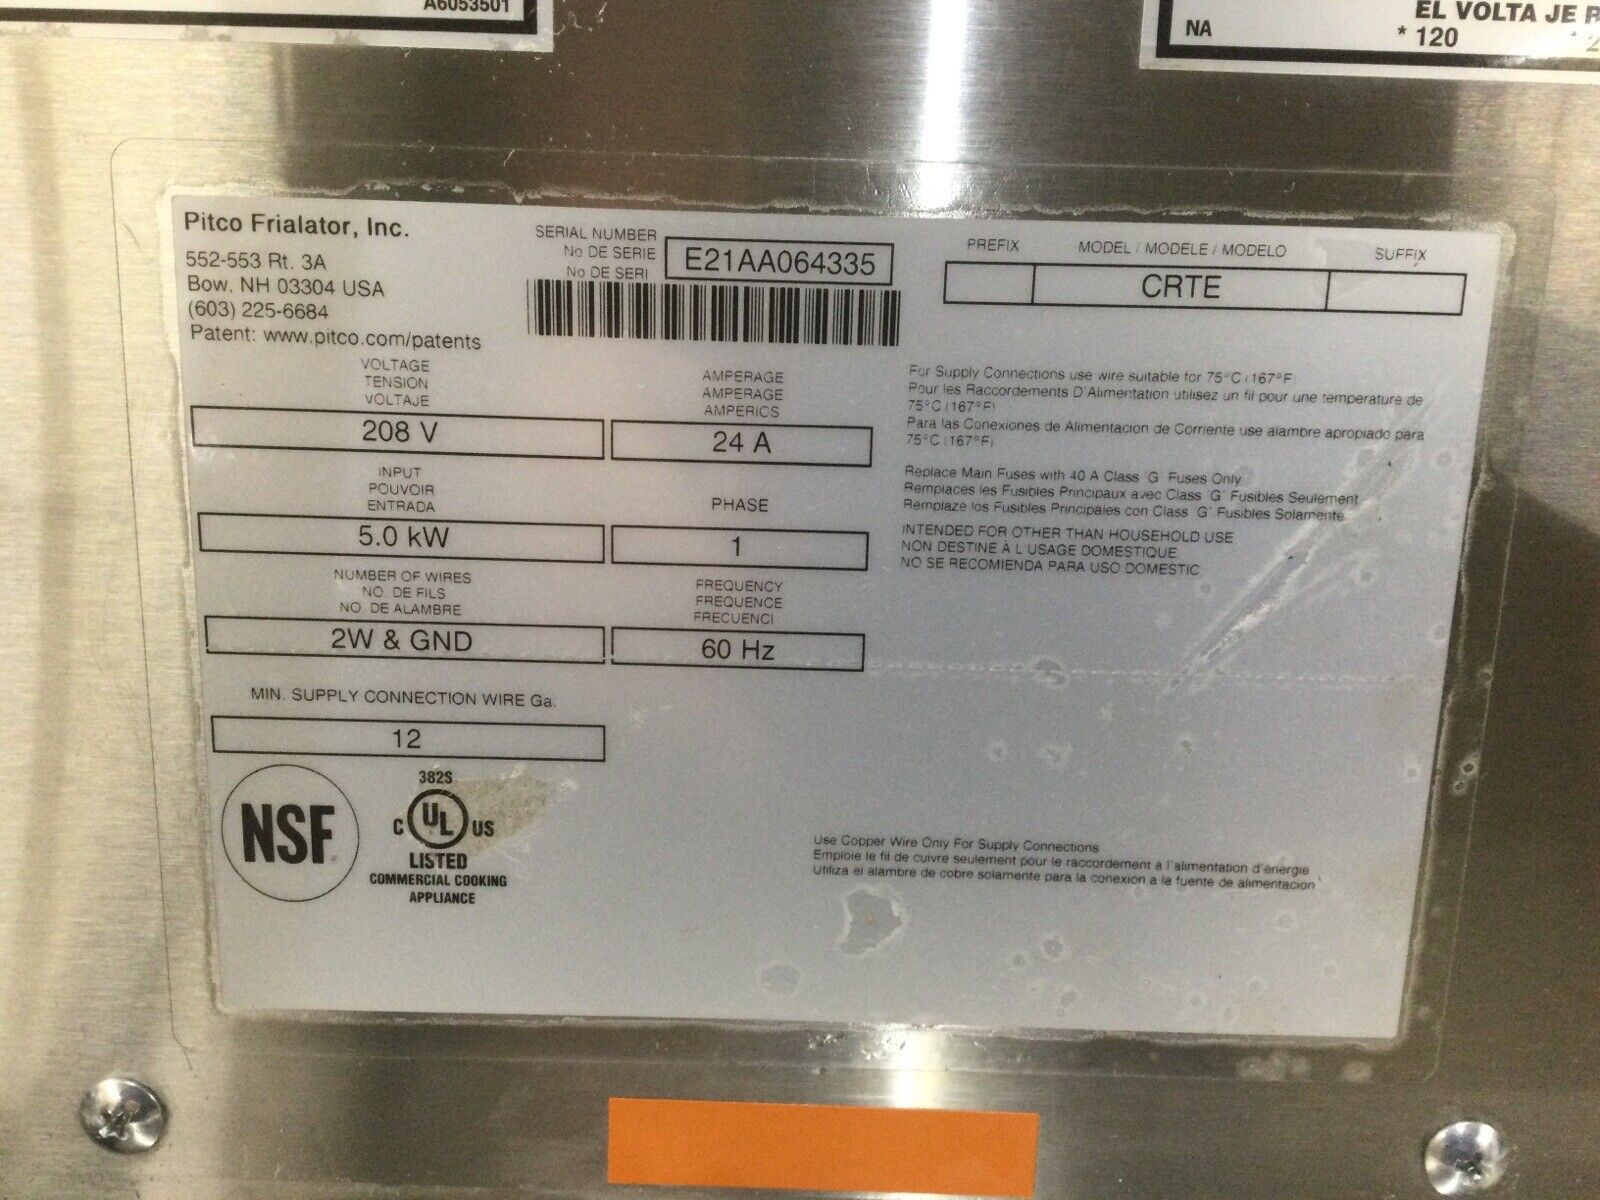 A6053501
EL VOLTA JE R
NA
* 120
Pitco Frialator, Inc.
552-553 Rt. 3A
Bow, NH 03304 USA
(603) 225-6684
Patent: www.pitco.com/patents
SERIAL NUMBER
No DE SERIE
No DE SERI
E21AA064335
PREFIX
MODEL / MODELE / MODELO
SUFFIX
CRTE
VOLTAGE
TENSION
VOLTAJE
208 V
AMPERAGE
AMPERAGE
AMPERICS
24 A
INPUT
POUVOIR
ENTRADA
5.0 kW
PHASE
1
NUMBER OF WIRES
NO. DE FILS
NO. DE ALAMBRE
2W & GND
FREQUENCY
FREQUENCE
FRECUENCI
60 Hz
MIN. SUPPLY CONNECTION WIRE Ga.
12
For Supply Connections use wire suitable for 75°C (167°F)
Pour les Raccordements D'Alimentation utilisez un fil pour une temperature de
75°C (167°F)
Para las Conexiones de Alimentacion de Corriente use alambre apropiado para
75°C (167°F)
Replace Main Fuses with 40 A Class 'G' Fuses Only
Remplaces les Fusibles Principaux avec Class 'G' Fusibles Seulement
Remplaze los Fusibles Principales con Class 'G' Fusibles Solamente
INTENDED FOR OTHER THAN HOUSEHOLD USE
NON DESTINE A L USAGE DOMESTIQUE
NO SE RECOMIENDA PARA USO DOMESTIC
NSF
382S
C UL US
LISTED
COMMERCIAL COOKING
APPLIANCE
Use Copper Wire Only For Supply Connections
Emploie le fil de cuivre seulement pour le raccordement a l'alimentation d'energie
Utiliza el alambre de cobre solamente para la conexion a la fuente de alimentacion